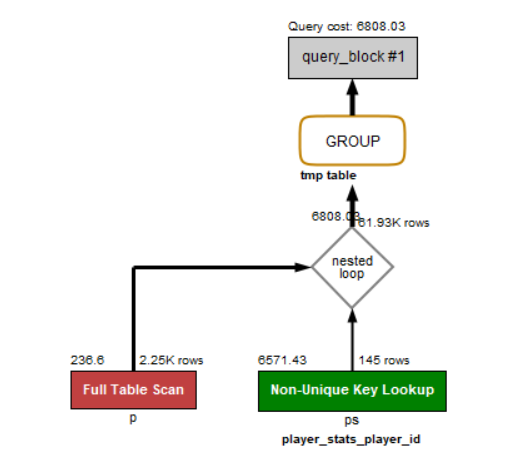 Query cost: 6808.03
query_block #1
GROUP
tmp table
6808.03
61.93K rows
nested
loop
236.6
2.25K rows
6571.43
145 rows
Full Table Scan
Non-Unique Key Lookup
p
ps
player_stats_player_id